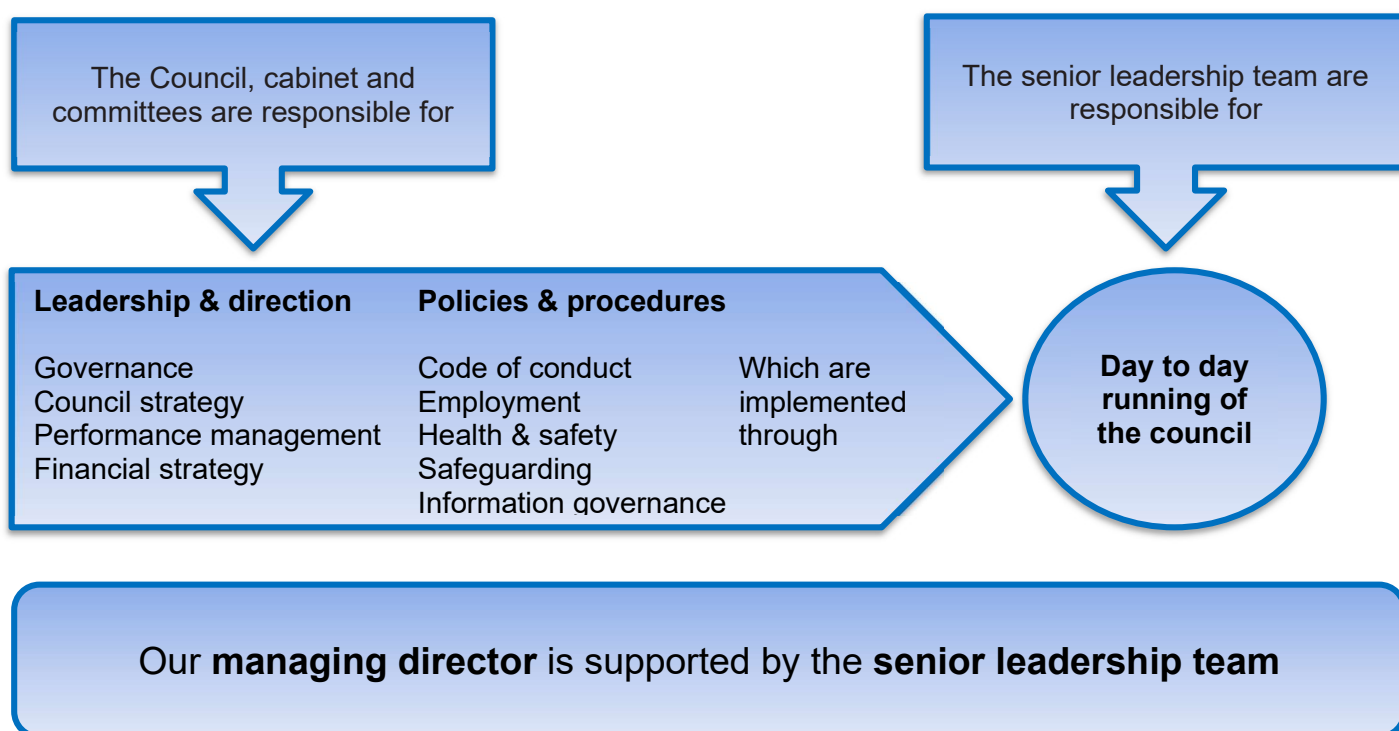 The Council, cabinet and
committees are responsible for
The senior leadership team are
responsible for
Leadership & direction
Governance
Council strategy
Performance management
Financial strategy
Policies & procedures
Code of conduct
Employment
Health & safety
Safeguarding
Information governance
Which are
implemented
through
Day to day
running of
the council
Our managing director is supported by the senior leadership team